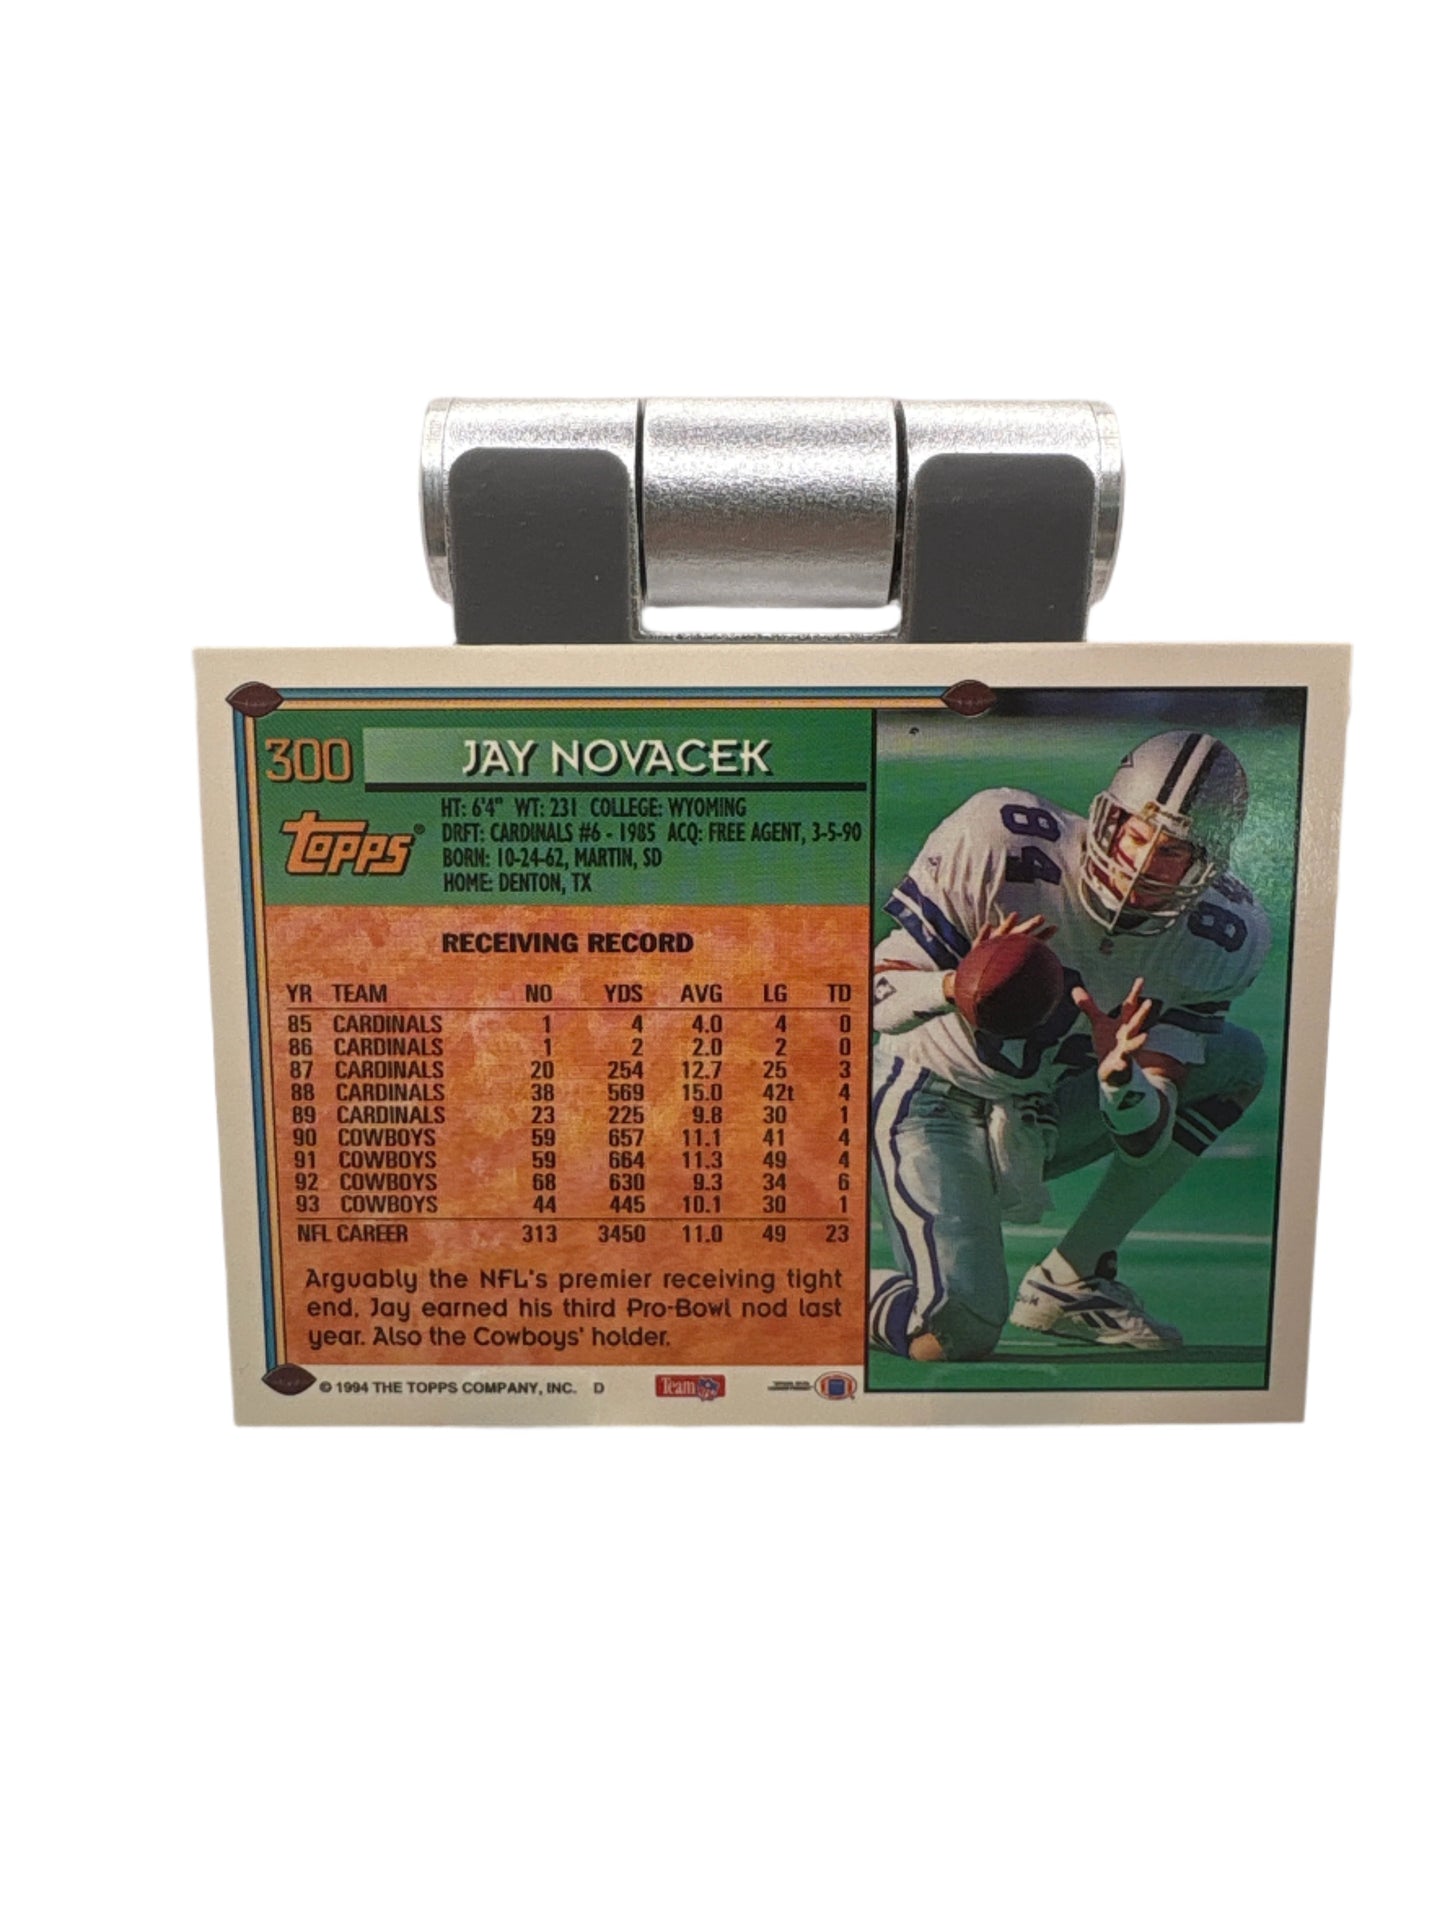 300 JAY NOVACEK
Topps®
HT: 6'4" WT: 231 COLLEGE: WYOMING
DRFT: CARDINALS #6 - 1985 ACQ: FREE AGENT, 3-5-90
BORN: 10-24-62, MARTIN, SD
HOME: DENTON, TX
RECEIVING RECORD
YR TEAM NO YDS AVG LG TD
85 CARDINALS 1 4 4.0 4 0
86 CARDINALS 1 2 2.0 2 0
87 CARDINALS 20 254 12.7 25 3
88 CARDINALS 38 569 15.0 42t 4
89 CARDINALS 23 225 9.8 30 1
90 COWBOYS 59 657 11.1 41 4
91 COWBOYS 59 664 11.3 49 4
92 COWBOYS 68 630 9.3 34 6
93 COWBOYS 44 445 10.1 30 1
NFL CAREER 313 3450 11.0 49 23
Arguably the NFL's premier receiving tight
end, Jay earned his third Pro-Bowl nod last
year. Also the Cowboys' holder.
© 1994 THE TOPPS COMPANY, INC. D Team
84
84